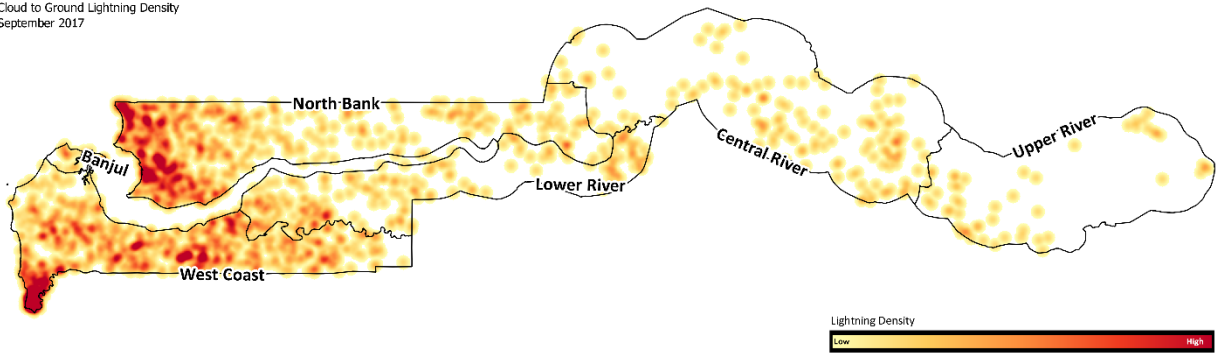 Cloud to Ground Lightning Density
September 2017
North Bank
Banjul
Upper River
Central River
Lower River
West Coast
Lightning Density
Low
High